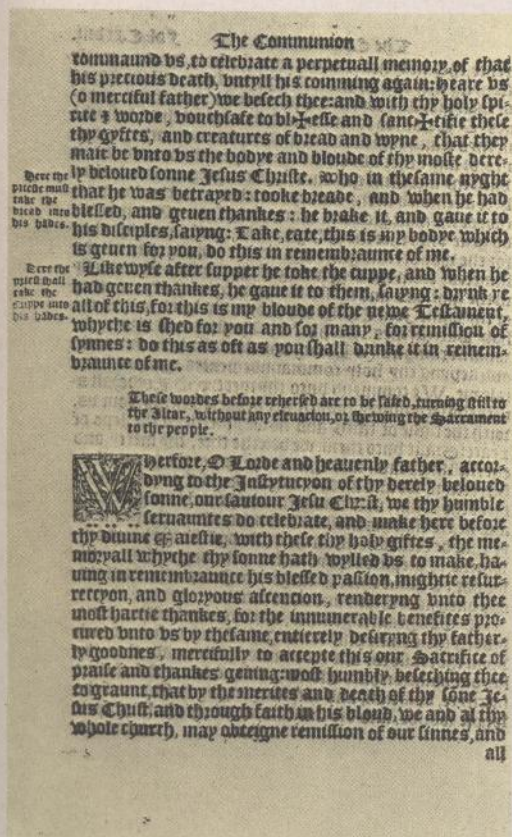 The Communion
commaund vs, to celebrate a perpetuall memory, of that
his precious death, vntyll his comming again: Heare vs
(o merciful father) we besech thee: and with thy holy spi-
rite & worde, vouchsafe to bl✠esse and sanc✠tifie these
thy gyftes, and creatures of bread and wyne, that they
maie be vnto vs the bodye and bloude of thy moste dere-
ly beloued sonne Jesus Christe. who in thesame nyght
that he was betrayed: tooke breade, and when he had
blessed, and geuen thankes: he brake it, and gaue it to
his disciples, saiyng: Take, eate, this is my bodye which
is geuen for you, do this in remembraunce of me.
Here the
prieste must
take the
bread into
his hādes.
Likewyse after supper he toke the cuppe, and when he
had geuen thankes, he gaue it to them, saiyng: drynk ye
all of this, for this is my bloude of the newe Testament,
whyche is shed for you and for many, for remission of
synnes: do this as oft as you shall drinke it in remem-
braunce of me.
Here the
priest shall
take the
cuppe into
his hādes.
These wordes before rehersed are to be saied, turning still to
the Altar, without any eleuacion, or shewing the Sacrament
to the people.
WHerfore, O Lorde and heauenly father, accor-
dyng to the Instytucyon of thy derely beloued
sonne, our sauiour Jesu Christ, we thy humble
seruauntes do celebrate, and make here before
thy diuine Maiestie, with these thy holy giftes, the me-
moryall whyche thy sonne hath wylled vs to make, ha-
uing in remembraunce his blessed passion, mightie resur-
reccyon, and gloryous ascencion, renderyng vnto thee
most hartie thankes, for the innumerable benefites pro-
cured vnto vs by thesame, entierely desiryng thy father-
ly goodnes, mercifully to accepte this our Sacrifice of
praise and thankes geuing: most humbly beseching thee
to graunt, that by the merites and death of thy sōne Je-
sus Christ, and through faith in his bloud, we and al thy
whole church, may obteigne remission of our sinnes, and
all